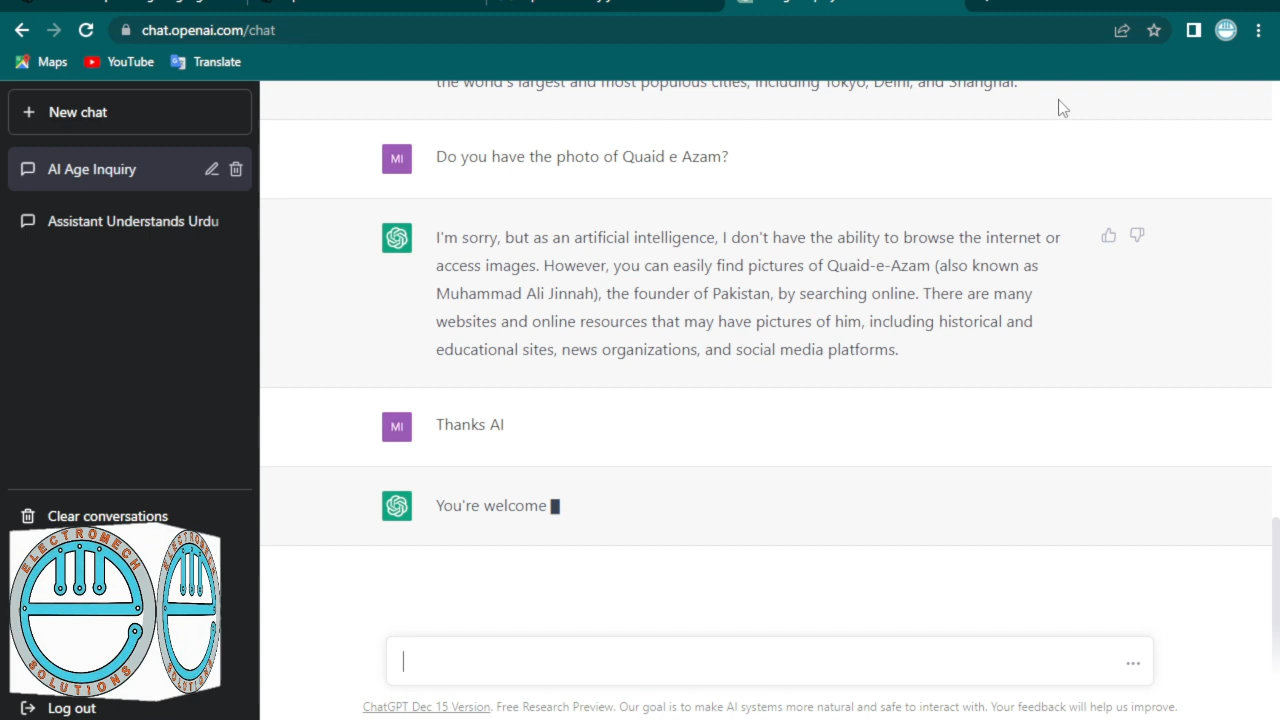 chat.openai.com/chat
Maps
YouTube
Translate
New chat
AI Age Inquiry
Assistant Understands Urdu
Clear conversations
Log out
ELECTROMECH
SOLUTIONS
the world's largest and most populous cities, including Tokyo, Delhi, and Shanghai.
MI
Do you have the photo of Quaid e Azam?
I'm sorry, but as an artificial intelligence, I don't have the ability to browse the internet or
access images. However, you can easily find pictures of Quaid-e-Azam (also known as
Muhammad Ali Jinnah), the founder of Pakistan, by searching online. There are many
websites and online resources that may have pictures of him, including historical and
educational sites, news organizations, and social media platforms.
MI
Thanks AI
You're welcome
ChatGPT Dec 15 Version. Free Research Preview. Our goal is to make AI systems more natural and safe to interact with. Your feedback will help us improve.